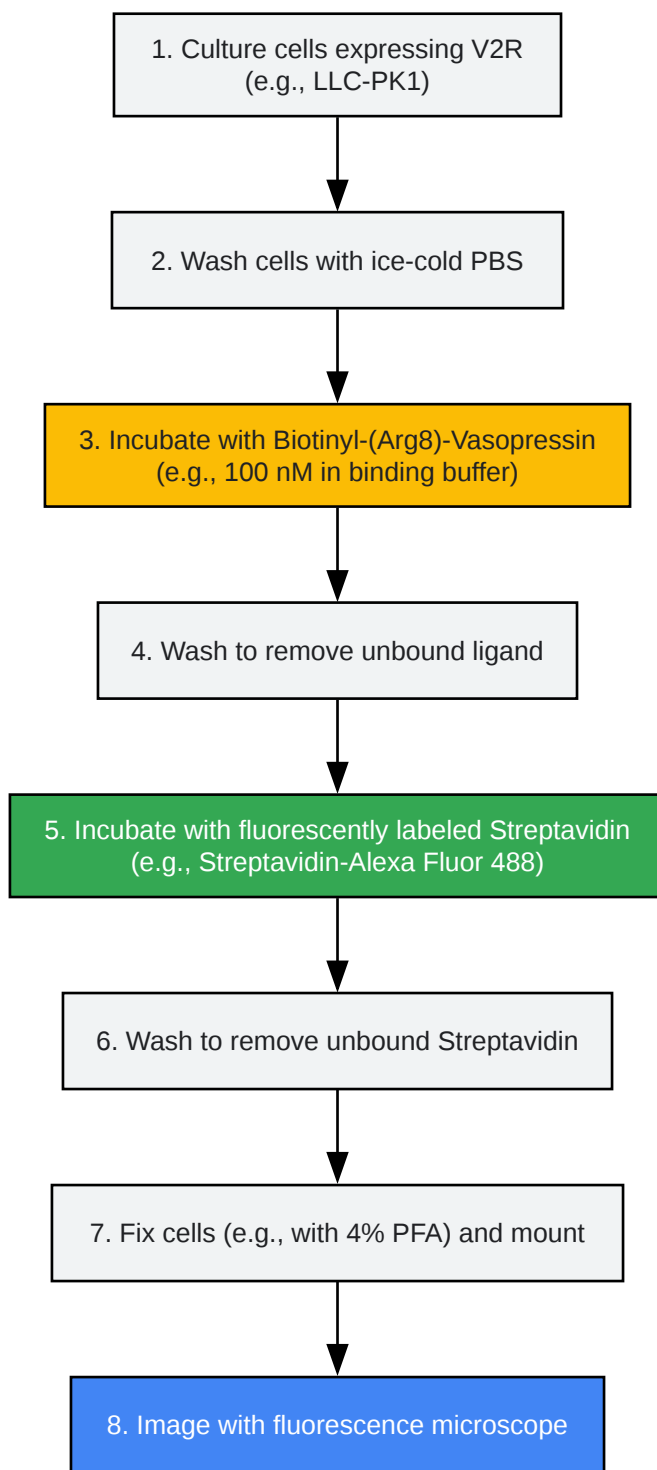 1. Culture cells expressing V2R
(e.g., LLC-PK1)
2. Wash cells with ice-cold PBS
3. Incubate with Biotinyl-(Arg8)-Vasopressin
(e.g., 100 nM in binding buffer)
4. Wash to remove unbound ligand
5. Incubate with fluorescently labeled Streptavidin
(e.g., Streptavidin-Alexa Fluor 488)
6. Wash to remove unbound Streptavidin
7. Fix cells (e.g., with 4% PFA) and mount
8. Image with fluorescence microscope